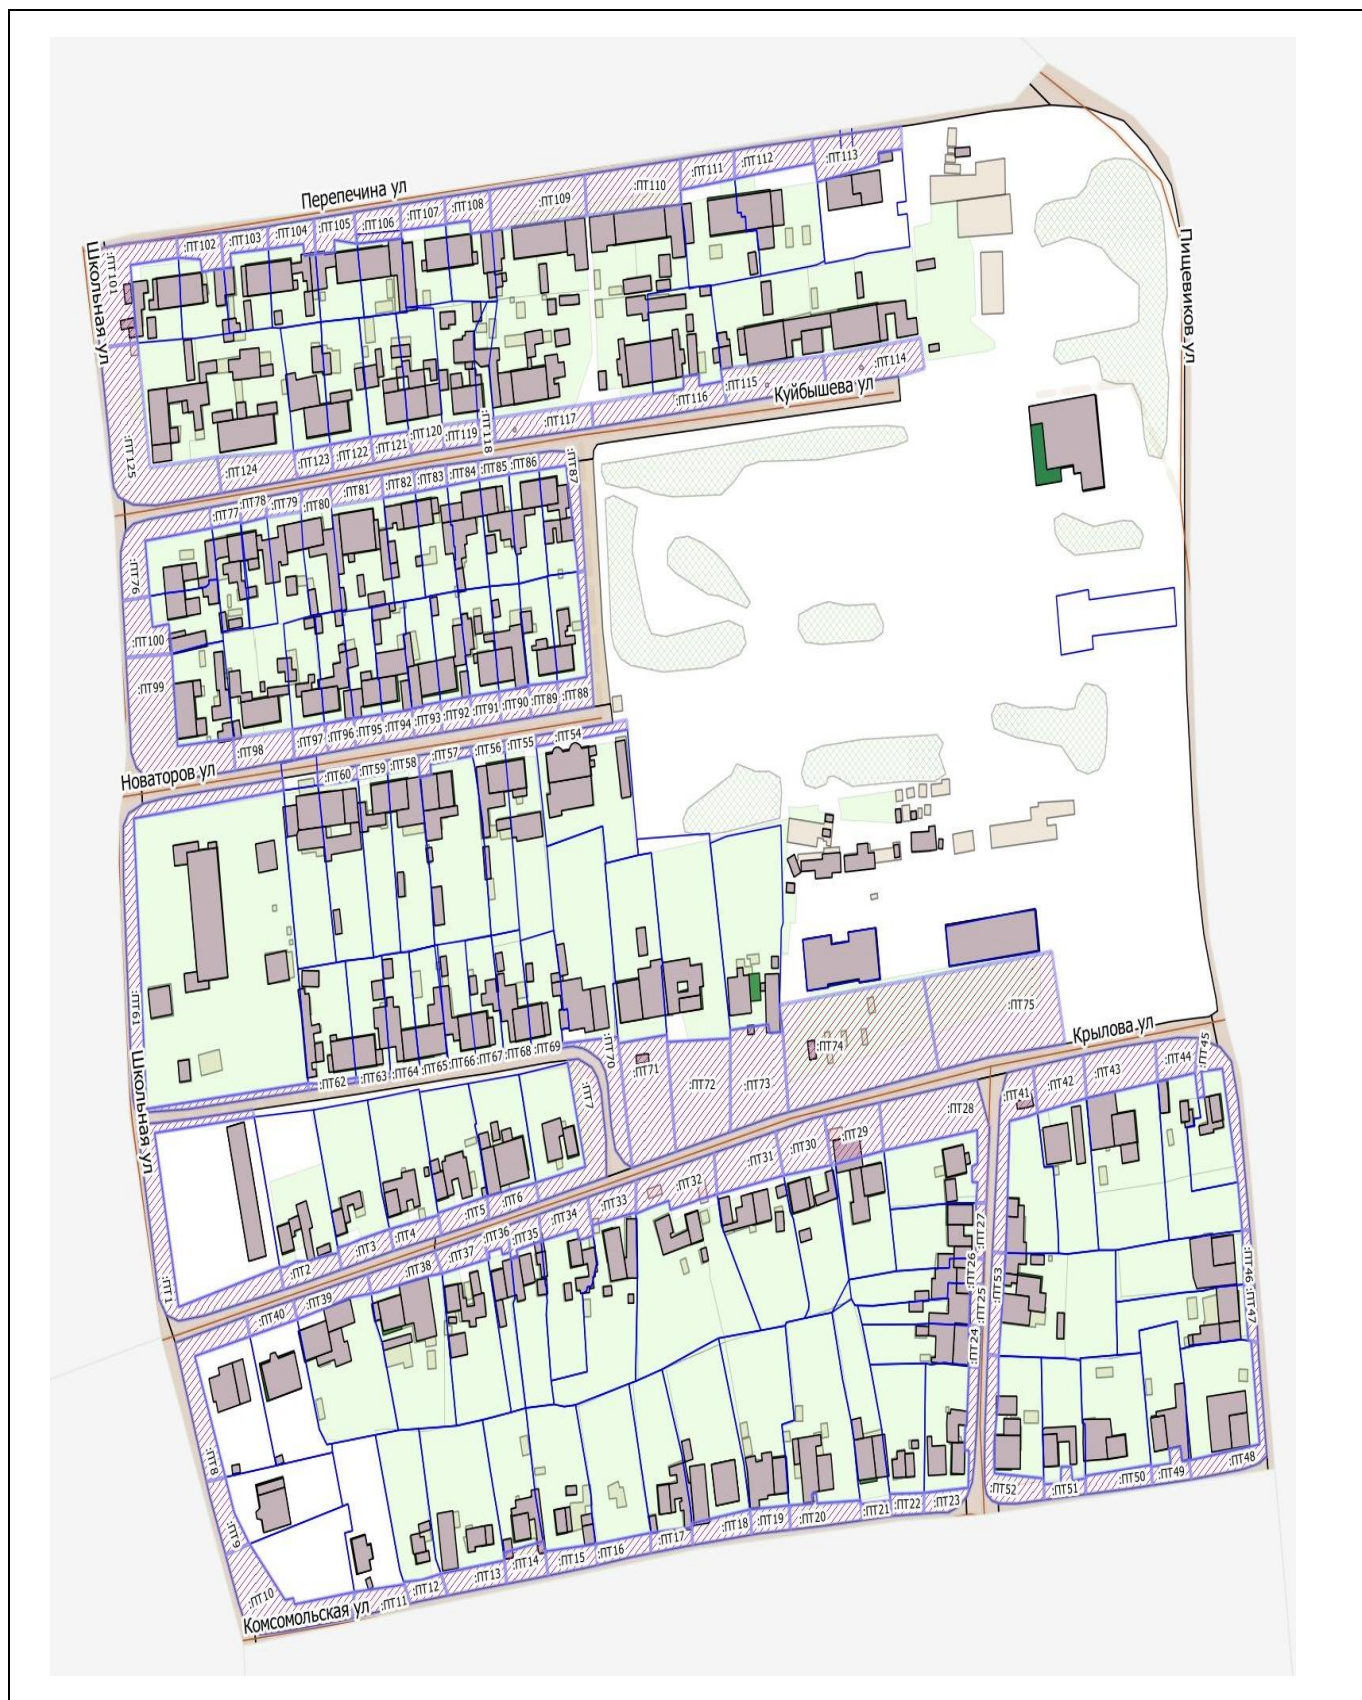 Перепечина ул
:ПТ101
:ПТ102
:ПТ103
:ПТ104
:ПТ105
:ПТ106
:ПТ107
:ПТ108
:ПТ109
:ПТ110
:ПТ111
:ПТ112
:ПТ113
Школьная ул
Пищевиков ул
:ПТ125
:ПТ124
:ПТ123
:ПТ122
:ПТ121
:ПТ120
:ПТ119
:ПТ118
:ПТ117
:ПТ116
:ПТ115
:ПТ114
Куйбышева ул
:ПТ76
:ПТ77
:ПТ78
:ПТ79
:ПТ80
:ПТ81
:ПТ82
:ПТ83
:ПТ84
:ПТ85
:ПТ86
:ПТ87
:ПТ100
:ПТ99
:ПТ98
:ПТ97
:ПТ96
:ПТ95
:ПТ94
:ПТ93
:ПТ92
:ПТ91
:ПТ90
:ПТ89
:ПТ88
Новаторов ул
:ПТ60
:ПТ59
:ПТ58
:ПТ57
:ПТ56
:ПТ55
:ПТ54
:ПТ61
:ПТ62
:ПТ63
:ПТ64
:ПТ65
:ПТ66
:ПТ67
:ПТ68
:ПТ69
:ПТ70
:ПТ71
:ПТ72
:ПТ73
:ПТ74
:ПТ75
Крылова ул
Школьная ул
:ПТ1
:ПТ2
:ПТ3
:ПТ4
:ПТ5
:ПТ6
:ПТ7
:ПТ28
:ПТ29
:ПТ30
:ПТ31
:ПТ32
:ПТ33
:ПТ34
:ПТ35
:ПТ36
:ПТ37
:ПТ38
:ПТ39
:ПТ40
:ПТ41
:ПТ42
:ПТ43
:ПТ44
:ПТ45
:ПТ27
:ПТ26
:ПТ25
:ПТ24
:ПТ53
:ПТ46
:ПТ47
:ПТ8
:ПТ9
:ПТ10
:ПТ11
:ПТ12
:ПТ13
:ПТ14
:ПТ15
:ПТ16
:ПТ17
:ПТ18
:ПТ19
:ПТ20
:ПТ21
:ПТ22
:ПТ23
:ПТ52
:ПТ51
:ПТ50
:ПТ49
:ПТ48
Комсомольская ул